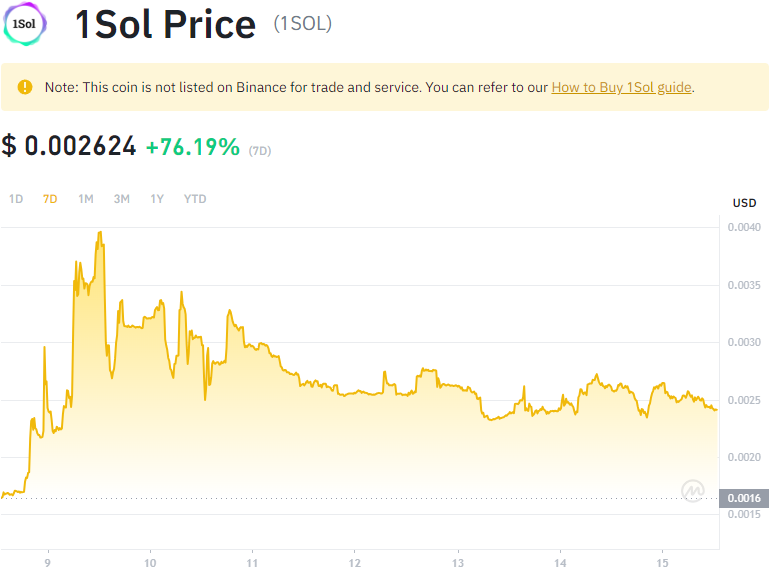 1Sol
1Sol Price (1SOL)
Note: This coin is not listed on Binance for trade and service. You can refer to our How to Buy 1Sol guide.
$ 0.002624 +76.19% (7D)
1D 7D 1M 3M 1Y YTD
USD
0.0040
0.0035
0.0030
0.0025
0.0020
0.0016
0.0015
9 10 11 12 13 14 15